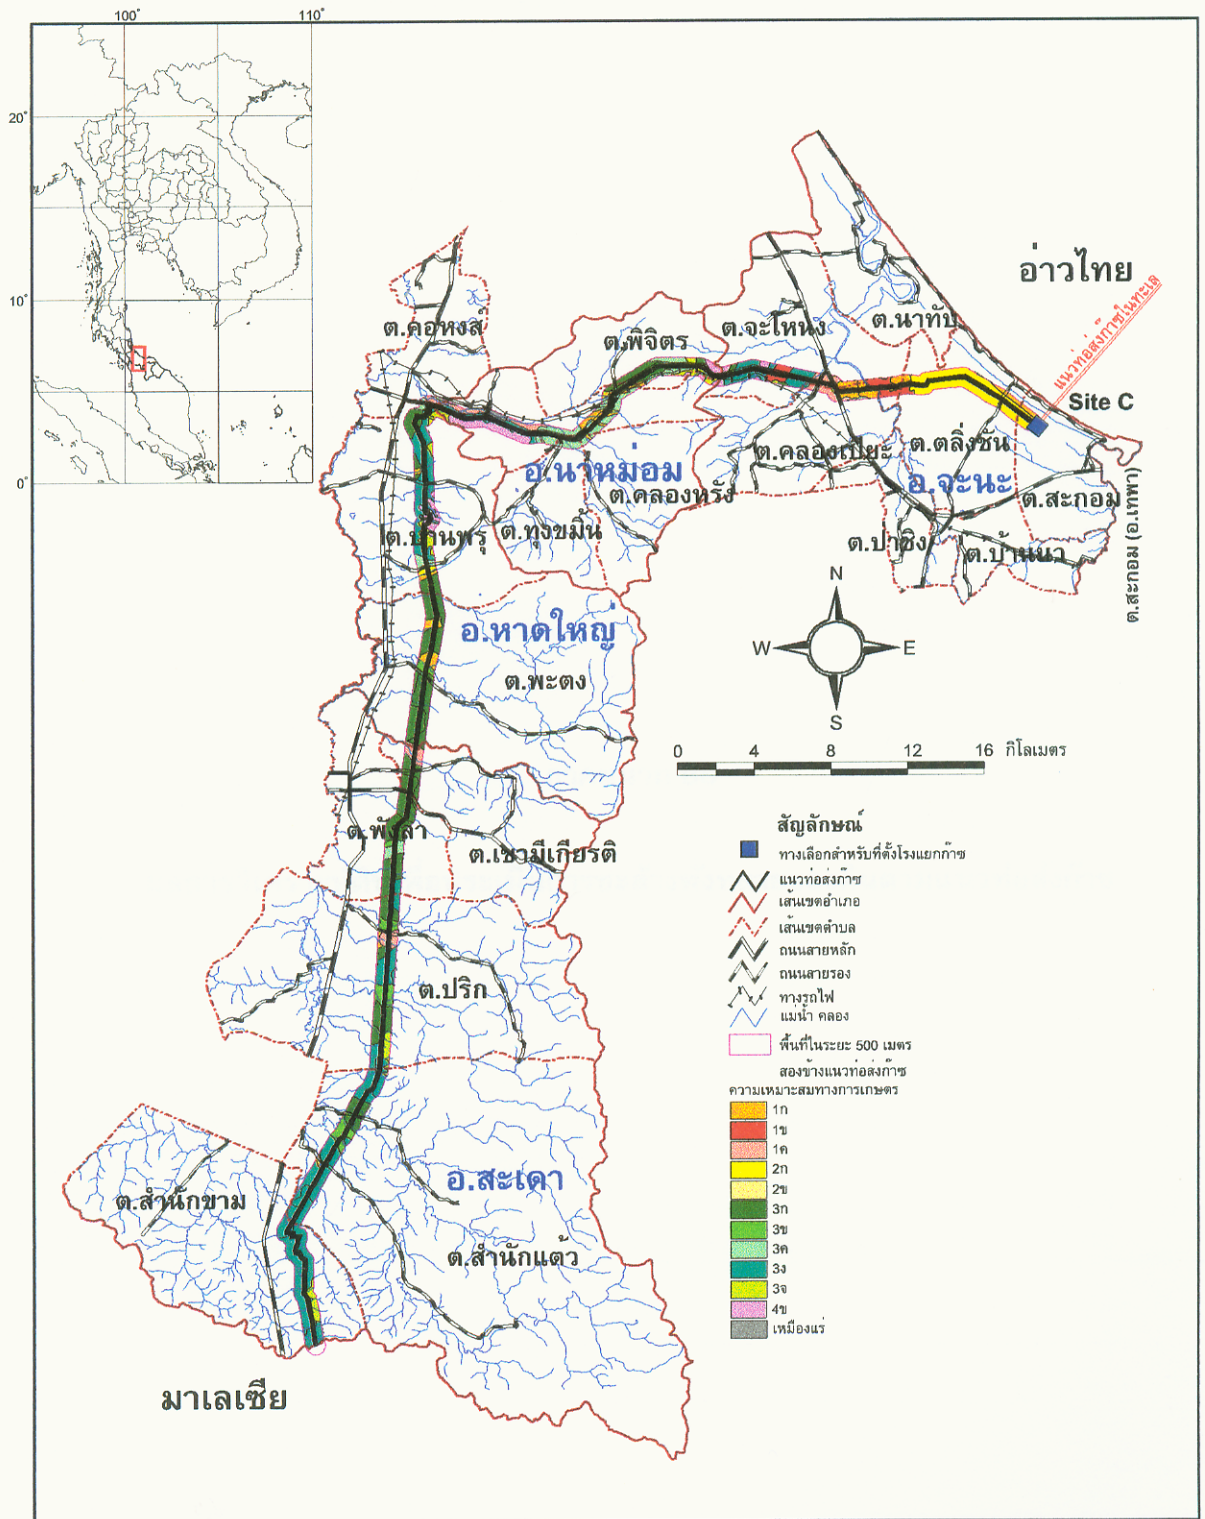 100°
110°
20°
10°
0°
อ่าวไทย
แนวท่อส่งก๊าซในทะเล
Site C
ต.คอหงส์
ต.พิจิตร
ต.จะโหนง
ต.นาทับ
ต.ตลิ่งชัน
ต.คลองเปียะ
อ.นาหม่อม
อ.จะนะ
ต.คลองหรัง
ต.สะกอม
ต.สะกอม (อ.เทพา)
ต.บ้านพรุ
ต.ทุ่งขมิ้น
ต.ป่าชิง
ต.บ้านนา
N
W
E
S
อ.หาดใหญ่
ต.พะตง
0 4 8 12 16 กิโลเมตร
ต.พังลา
ต.เขามีเกียรติ
ต.ปริก
อ.สะเดา
ต.สำนักขาม
ต.สำนักแต้ว
มาเลเซีย
สัญลักษณ์
ทางเลือกสำหรับที่ตั้งโรงแยกก๊าซ
แนวท่อส่งก๊าซ
เส้นเขตอำเภอ
เส้นเขตตำบล
ถนนสายหลัก
ถนนสายรอง
ทางรถไฟ
แม่น้ำ คลอง
พื้นที่ในระยะ 500 เมตร
สองข้างแนวท่อส่งก๊าซ
ความเหมาะสมทางการเกษตร
1ก
1ข
1ค
2ก
2ข
3ก
3ข
3ค
3ง
3จ
4ข
เหมืองแร่